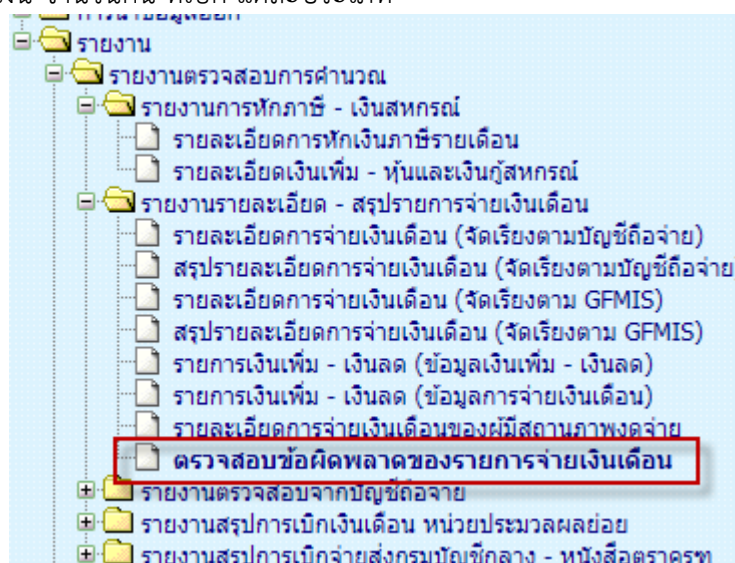 การนำข้อมูลออก
รายงาน
รายงานตรวจสอบการคำนวณ
รายงานการหักภาษี - เงินสหกรณ์
รายละเอียดการหักเงินภาษีรายเดือน
รายละเอียดเงินเพิ่ม - หุ้นและเงินกู้สหกรณ์
รายงานรายละเอียด - สรุปรายการจ่ายเงินเดือน
รายละเอียดการจ่ายเงินเดือน (จัดเรียงตามบัญชีถือจ่าย)
สรุปรายละเอียดการจ่ายเงินเดือน (จัดเรียงตามบัญชีถือจ่าย
รายละเอียดการจ่ายเงินเดือน (จัดเรียงตาม GFMIS)
สรุปรายละเอียดการจ่ายเงินเดือน (จัดเรียงตาม GFMIS)
รายการเงินเพิ่ม - เงินลด (ข้อมูลเงินเพิ่ม - เงินลด)
รายการเงินเพิ่ม - เงินลด (ข้อมูลการจ่ายเงินเดือน)
รายละเอียดการจ่ายเงินเดือนของผู้มีสถานภาพงดจ่าย
ตรวจสอบข้อผิดพลาดของรายการจ่ายเงินเดือน
รายงานตรวจสอบจากบัญชีถือจ่าย
รายงานสรุปการเบิกเงินเดือน หน่วยประมวลผลย่อย
รายงานสรุปการเบิกจ่ายส่งกรมบัญชีกลาง - หนังสือตราครุฑ